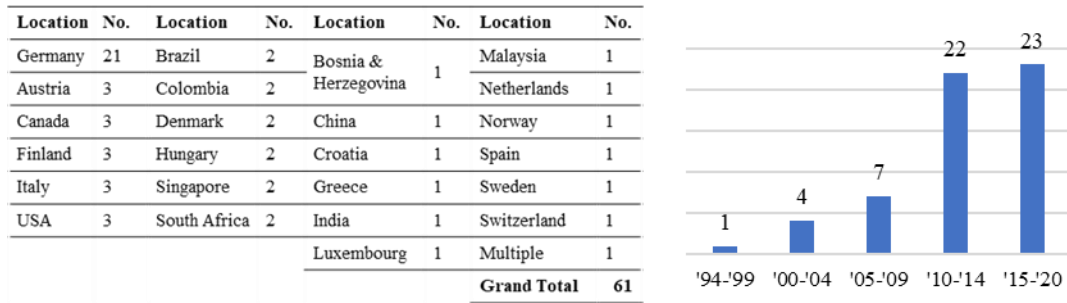 Location No. Location No. Location No. Location No.
Germany 21 Brazil 2 Bosnia & Herzegovina 1 Malaysia 1
Austria 3 Colombia 2 Netherlands 1
Canada 3 Denmark 2 China 1 Norway 1
Finland 3 Hungary 2 Croatia 1 Spain 1
Italy 3 Singapore 2 Greece 1 Sweden 1
USA 3 South Africa 2 India 1 Switzerland 1
Luxembourg 1 Multiple 1
Grand Total 61
1 4 7 22 23
'94-'99 '00-'04 '05-'09 '10-'14 '15-'20